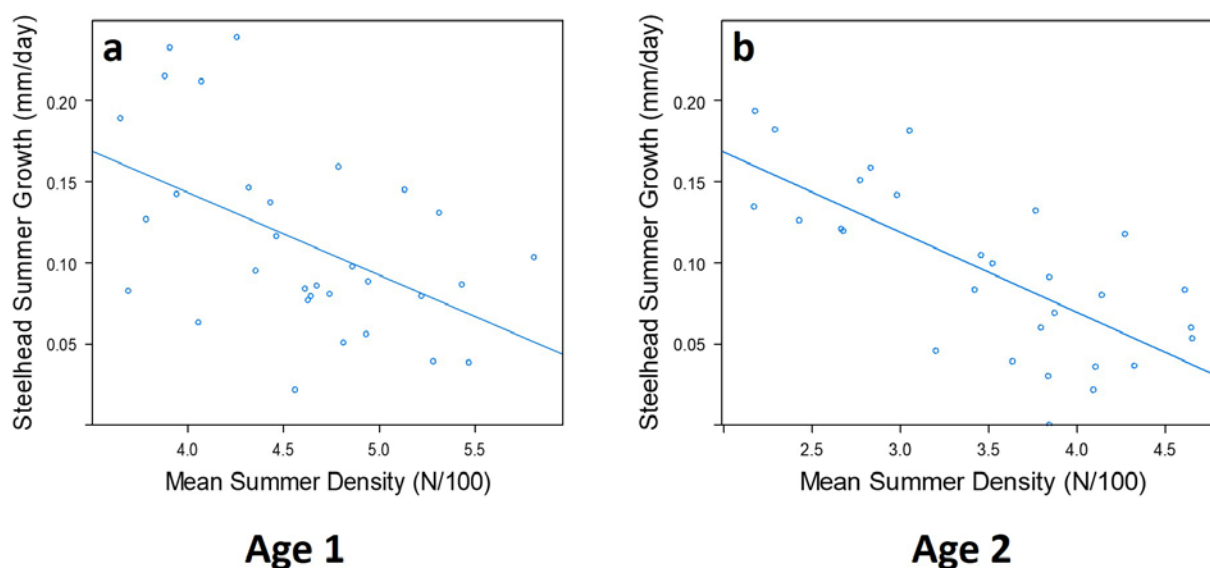 a
Steelhead Summer Growth (mm/day)
0.20
0.15
0.10
0.05
4.0 4.5 5.0 5.5
Mean Summer Density (N/100)
Age 1
b
Steelhead Summer Growth (mm/day)
0.20
0.15
0.10
0.05
2.5 3.0 3.5 4.0 4.5
Mean Summer Density (N/100)
Age 2